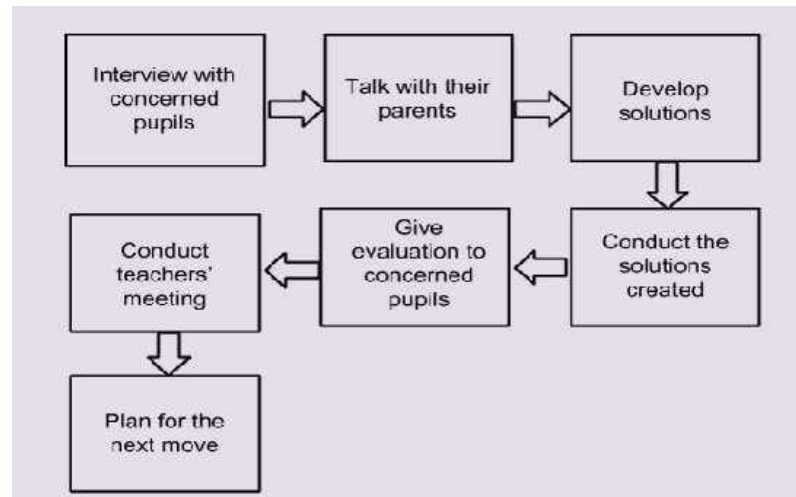 Interview with
concerned
pupils
Talk with their
parents
Develop
solutions
Conduct the
solutions
created
Give
evaluation to
concerned
pupils
Conduct
teachers'
meeting
Plan for the
next move